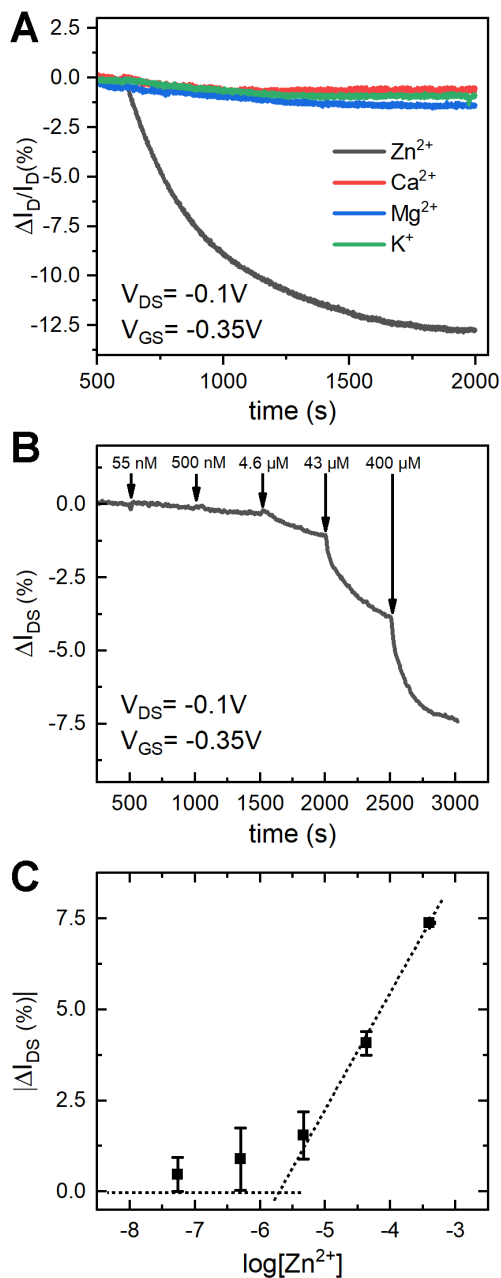 A
2.5
0.0
-2.5
-5.0
-7.5
-10.0
-12.5
ΔI_D/I_D(%)
Zn²⁺
Ca²⁺
Mg²⁺
K⁺
V_DS= -0.1V
V_GS= -0.35V
500 1000 1500 2000
time (s)
B
55 nM 500 nM 4.6 µM 43 µM 400 µM
0.0
-2.5
-5.0
-7.5
ΔI_DS (%)
V_DS= -0.1V
V_GS= -0.35V
500 1000 1500 2000 2500 3000
time (s)
C
7.5
5.0
2.5
0.0
|ΔI_DS (%)|
-8 -7 -6 -5 -4 -3
log[Zn²⁺]